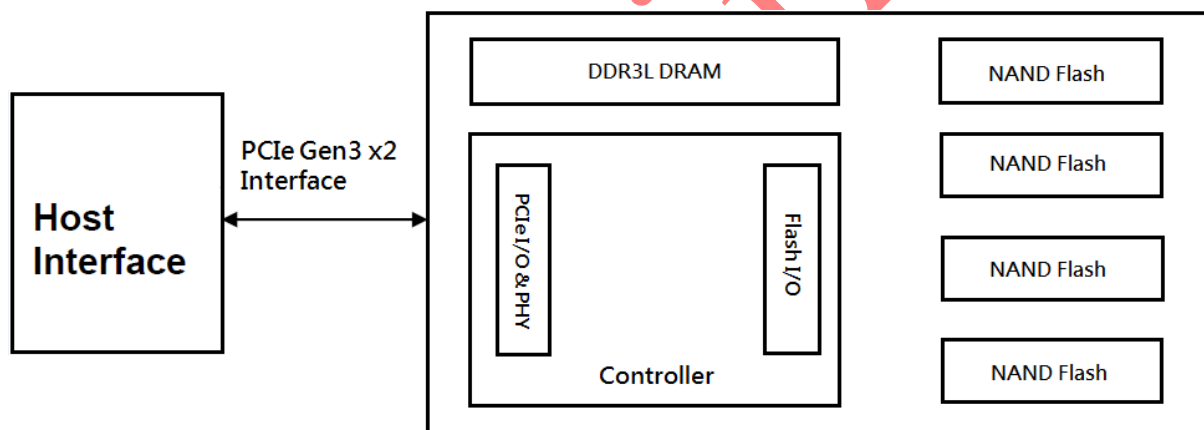 DDR3L DRAM
NAND Flash
NAND Flash
NAND Flash
NAND Flash
PCIe Gen3 x2
Interface
Host
Interface
PCIe I/O & PHY
Flash I/O
Controller